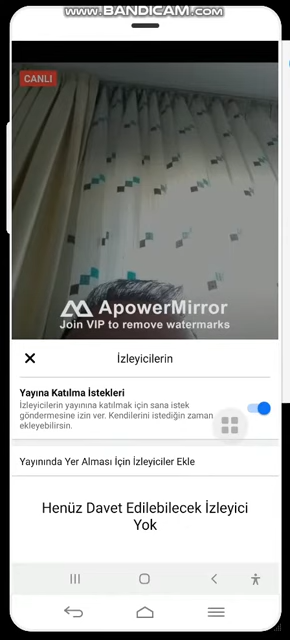 www.BANDICAM.com
CANLI
ApowerMirror
Join VIP to remove watermarks
İzleyicilerin
Yayına Katılma İstekleri
İzleyicilerin yayınına katılmak için sana istek
göndermesine izin ver. Kendilerini istediğin zaman
ekleyebilirsin.
Yayınında Yer Alması İçin İzleyiciler Ekle
Henüz Davet Edilebilecek İzleyici
Yok